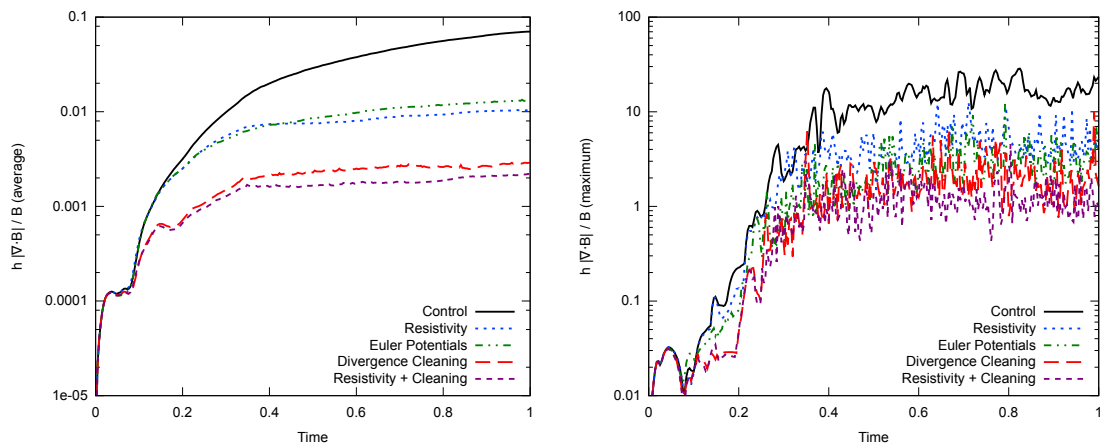 0.1
0.01
0.001
0.0001
1e-05
h |∇·B| / B (average)
0
0.2
0.4
0.6
0.8
1
Time
Control
Resistivity
Euler Potentials
Divergence Cleaning
Resistivity + Cleaning
100
10
1
0.1
0.01
h |∇·B| / B (maximum)
0
0.2
0.4
0.6
0.8
1
Time
Control
Resistivity
Euler Potentials
Divergence Cleaning
Resistivity + Cleaning